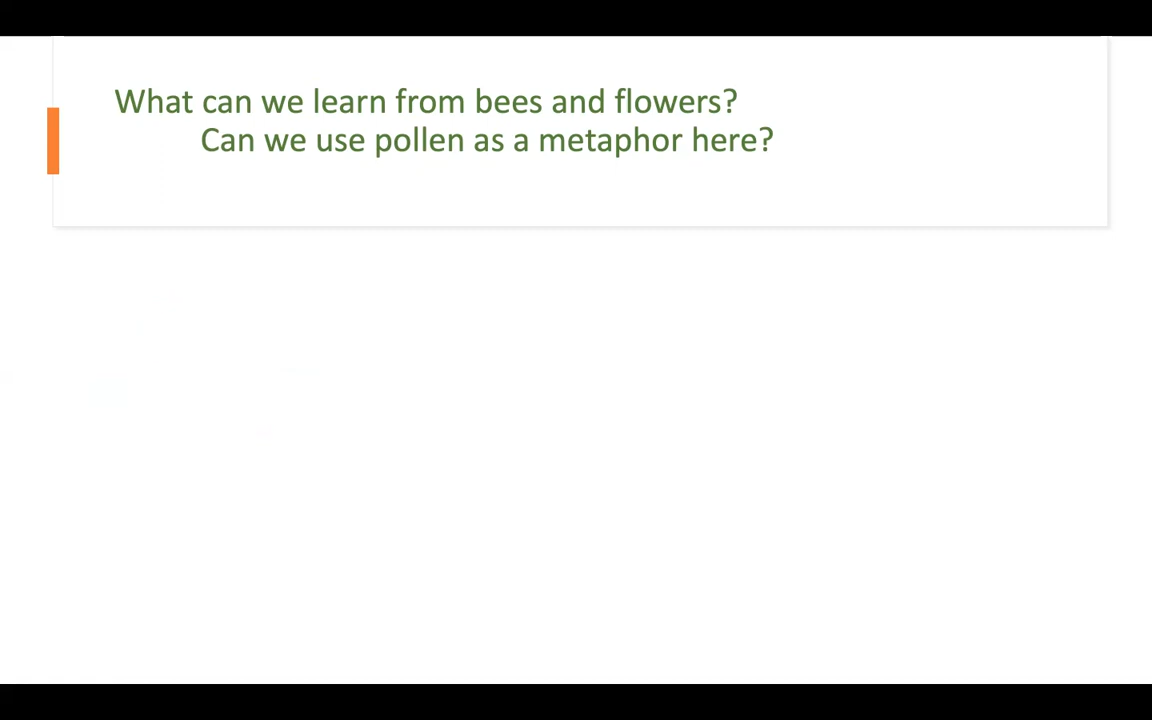 What can we learn from bees and flowers?
Can we use pollen as a metaphor here?